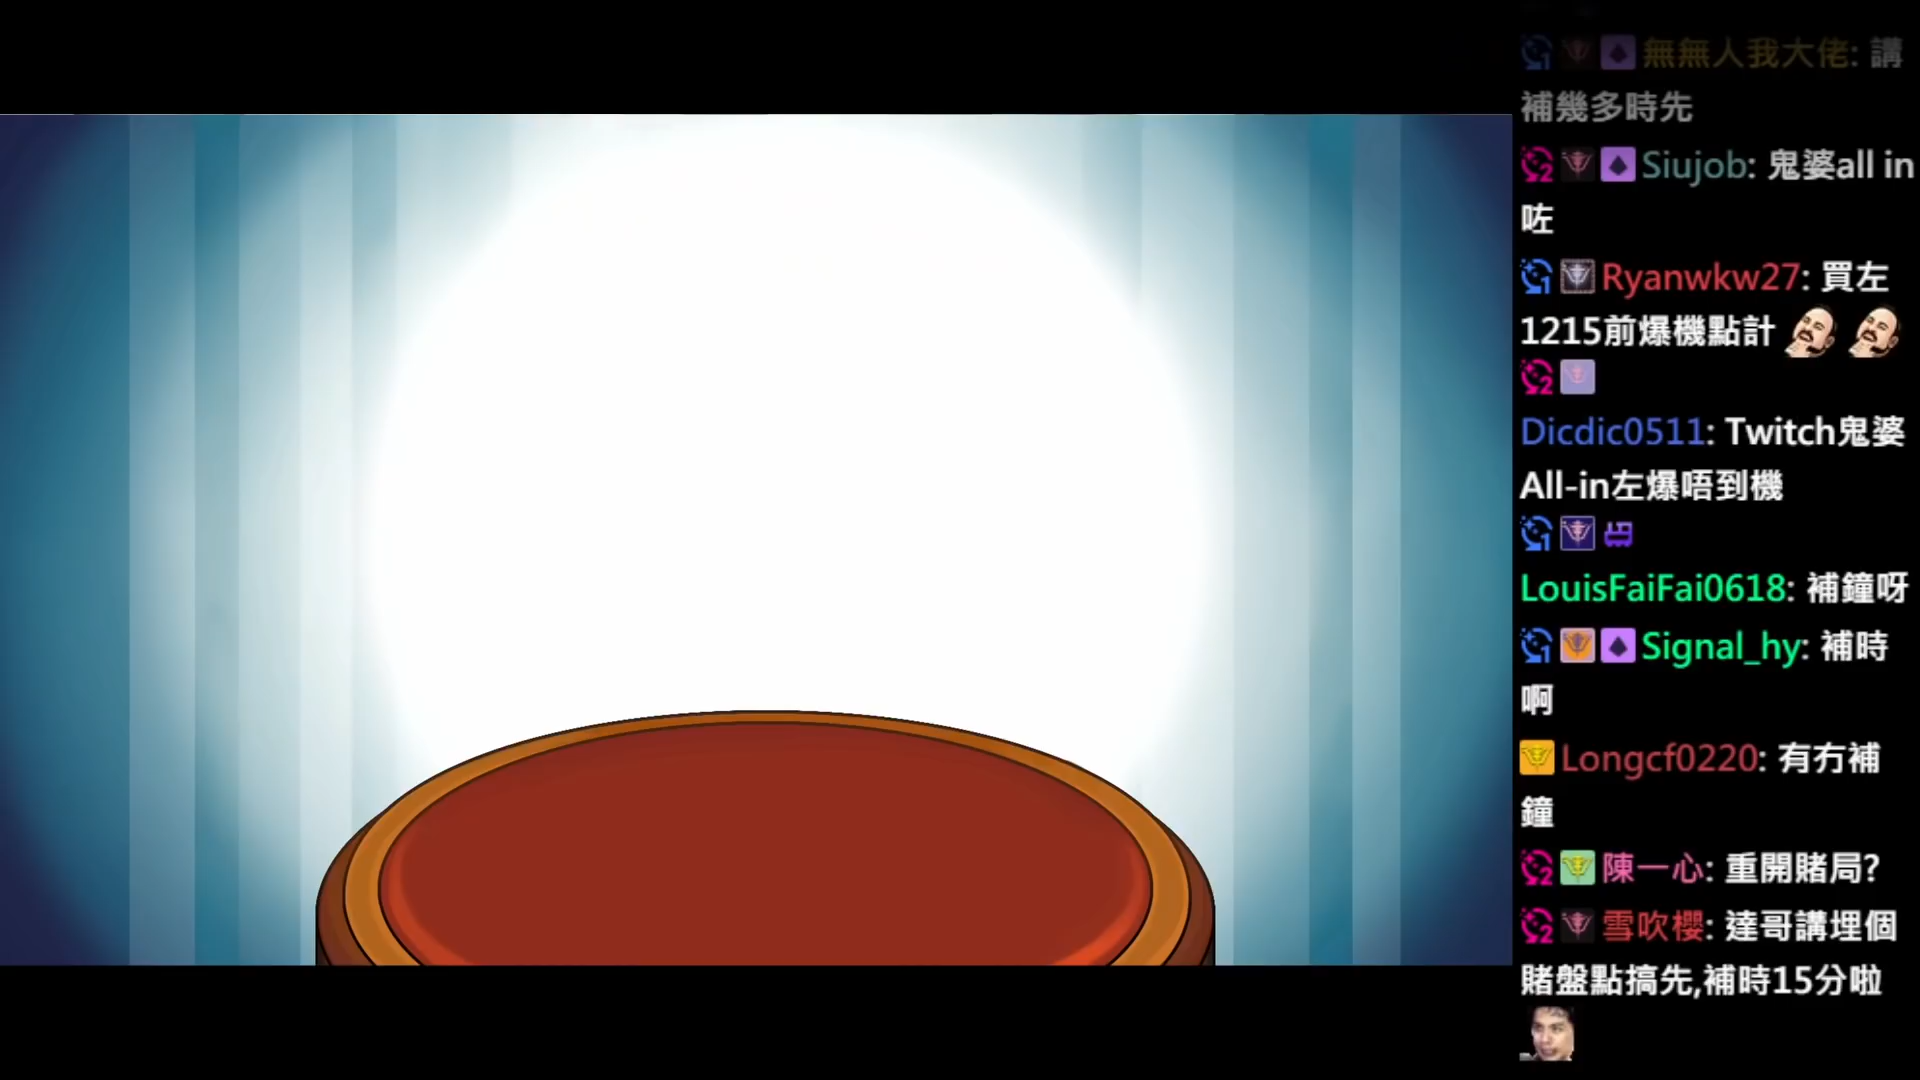 無無人我大佬: 講
補幾多時先
Siujob: 鬼婆all in
咗
Ryanwkw27: 買左
1215前爆機點計
Dicdic0511: Twitch鬼婆
All-in左爆唔到機
LouisFaiFai0618: 補鐘呀
Signal_hy: 補時
啊
Longcf0220: 有冇補
鐘
陳一心: 重開賭局?
雪吹櫻: 達哥講埋個
賭盤點搞先,補時15分啦